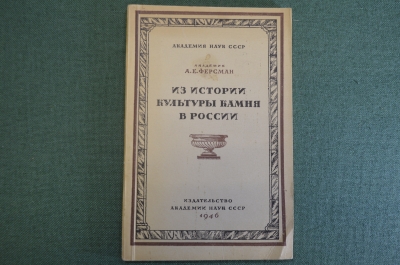 АКАДЕМИЯ НАУК СССР
АКАДЕМИК
А.Е.ФЕРСМАН
ИЗ ИСТОРИИ
КУЛЬТУРЫ КАМНЯ
В РОССИИ
ИЗДАТЕЛЬСТВО
АКАДЕМИИ НАУК СССР
1946